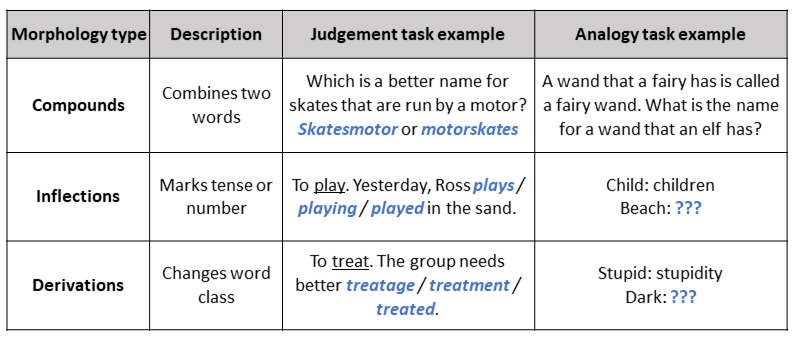 Morphology type
Description
Judgement task example
Analogy task example
Compounds
Combines two
words
Which is a better name for
skates that are run by a motor?
Skatesmotor or motorskates
A wand that a fairy has is called
a fairy wand. What is the name
for a wand that an elf has?
Inflections
Marks tense or
number
To play. Yesterday, Ross plays/
playing/ played in the sand.
Child: children
Beach: ???
Derivations
Changes word
class
To treat. The group needs
better treatage/ treatment/
treated.
Stupid: stupidity
Dark: ???